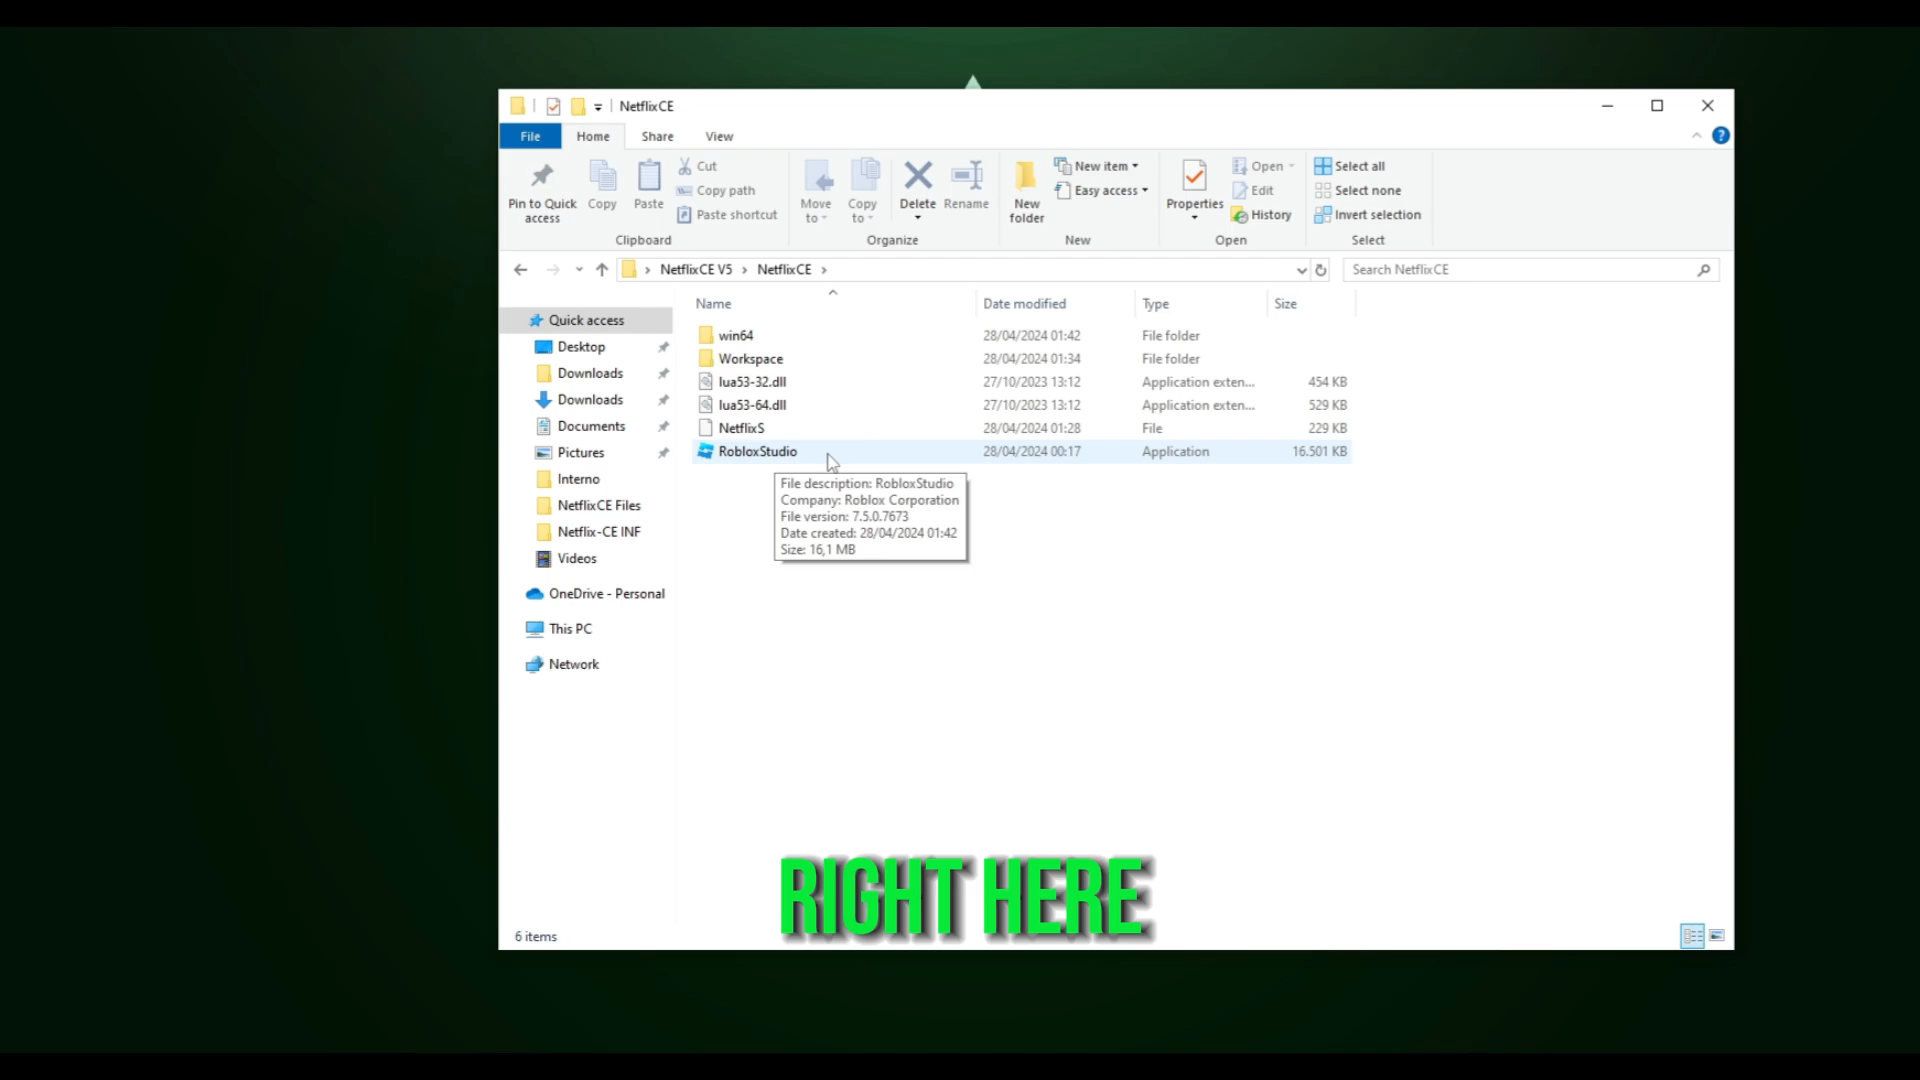 NetflixCE
File Home Share View
Pin to Quick access
Copy
Paste
Cut
Copy path
Paste shortcut
Clipboard
Move to
Copy to
Delete
Rename
Organize
New folder
New item
Easy access
New
Properties
Open
Edit
History
Open
Select all
Select none
Invert selection
Select
NetflixCE V5 > NetflixCE >
Search NetflixCE
Name Date modified Type Size
Quick access
Desktop
Downloads
Downloads
Documents
Pictures
Interno
NetflixCE Files
Netflix-CE INF
Videos
OneDrive - Personal
This PC
Network
win64 28/04/2024 01:42 File folder
Workspace 28/04/2024 01:34 File folder
lua53-32.dll 27/10/2023 13:12 Application exten... 454 KB
lua53-64.dll 27/10/2023 13:12 Application exten... 529 KB
NetflixS 28/04/2024 01:28 File 229 KB
RobloxStudio 28/04/2024 00:17 Application 16.501 KB
File description: RobloxStudio
Company: Roblox Corporation
File version: 7.5.0.7673
Date created: 28/04/2024 01:42
Size: 16,1 MB
RIGHT HERE
6 items